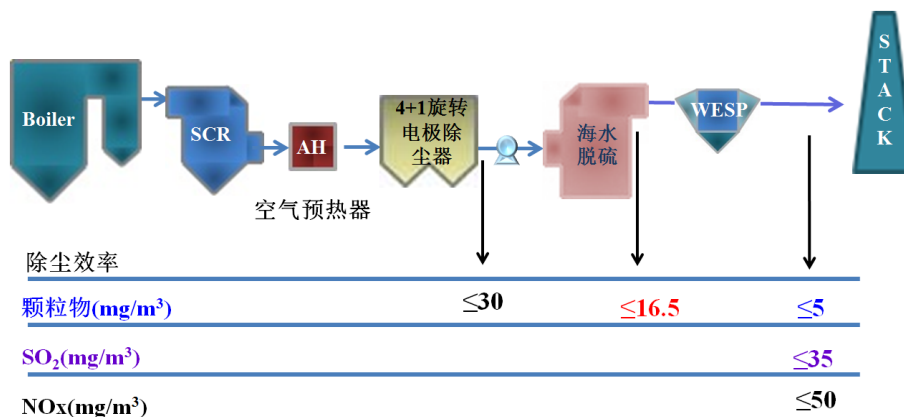 Boiler
SCR
AH
4+1旋转
电极除
尘器
海水
脱硫
WESP
STACK
空气预热器
除尘效率
颗粒物(mg/m³) ≤30 ≤16.5 ≤5
SO₂(mg/m³) ≤35
NOx(mg/m³) ≤50